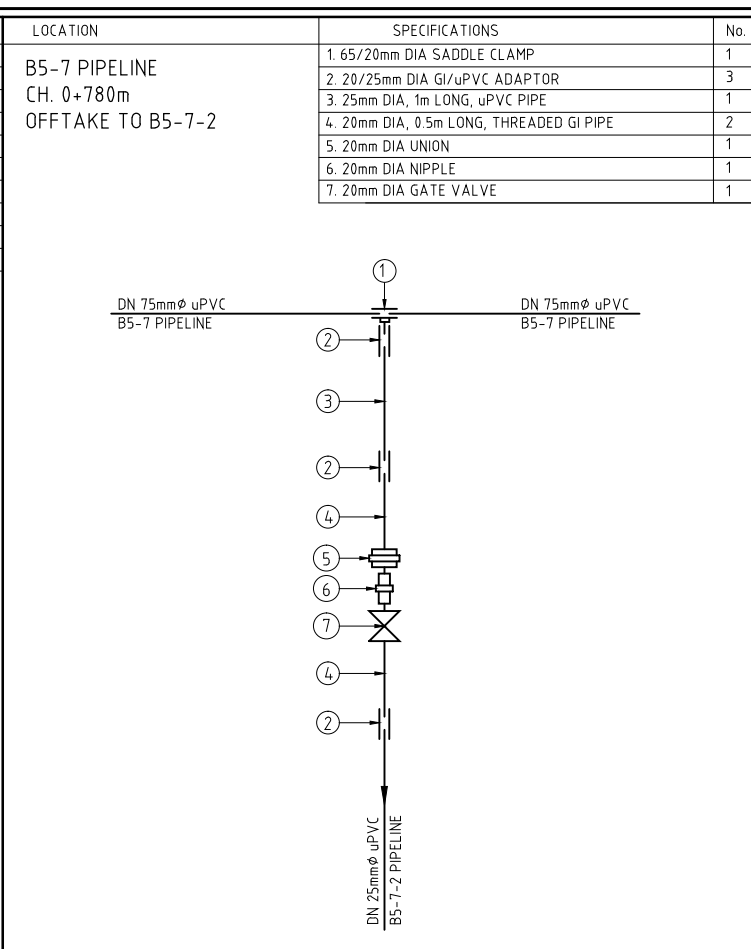 LOCATION
SPECIFICATIONS
No.
B5-7 PIPELINE
CH. 0+780m
OFFTAKE TO B5-7-2
1. 65/20mm DIA SADDLE CLAMP 1
2. 20/25mm DIA GI/uPVC ADAPTOR 3
3. 25mm DIA, 1m LONG, uPVC PIPE 1
4. 20mm DIA, 0.5m LONG, THREADED GI PIPE 2
5. 20mm DIA UNION 1
6. 20mm DIA NIPPLE 1
7. 20mm DIA GATE VALVE 1
1
DN 75mmØ uPVC
B5-7 PIPELINE
DN 75mmØ uPVC
B5-7 PIPELINE
2
3
2
4
5
6
7
4
2
DN 25mmØ uPVC
B5-7-2 PIPELINE